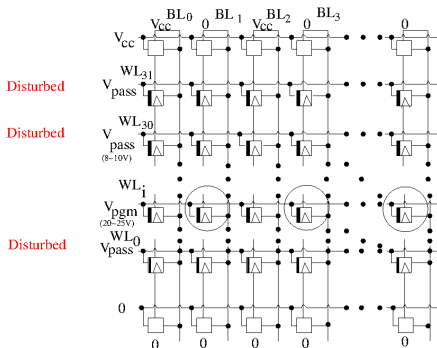 BL0 BL1 BL2 BL3
Vcc 0 Vcc 0 0
Vcc
WL31
Disturbed Vpass
WL30
Disturbed Vpass
(8~10V)
WLi
Vpgm
(20~25V)
WL0
Disturbed Vpass
0
0 0 0 0 0